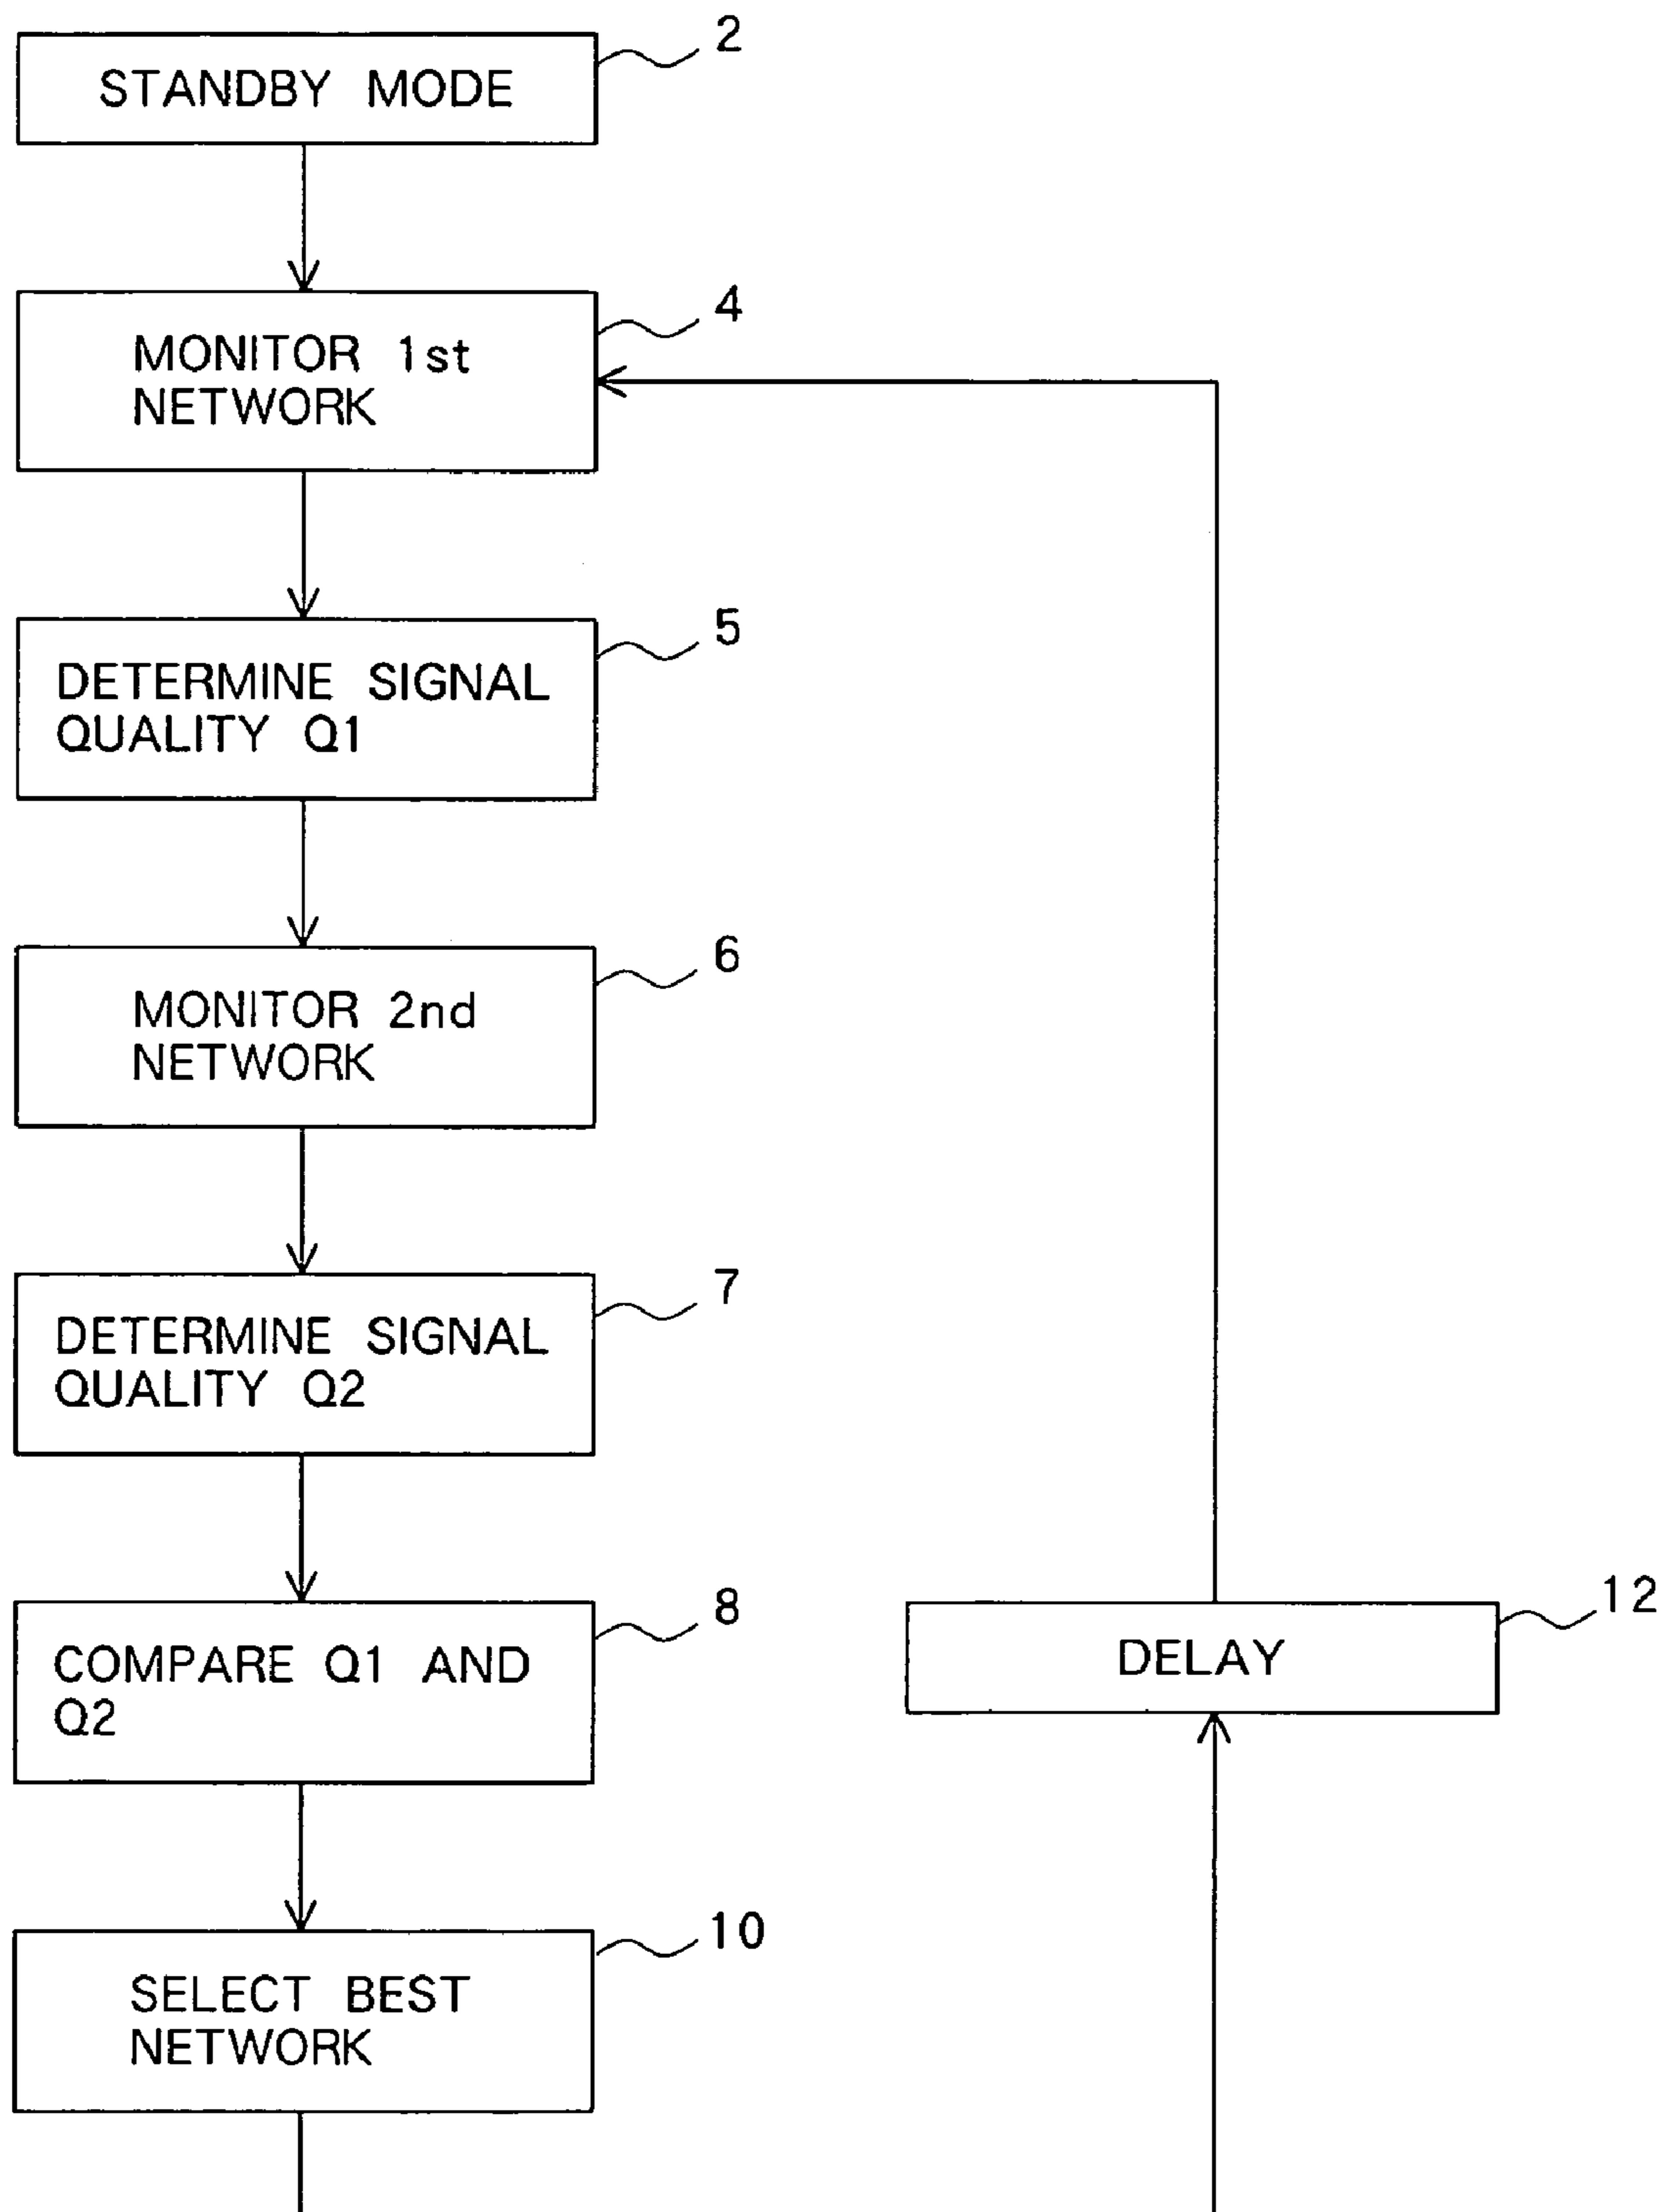 2
STANDBY MODE
4
MONITOR 1st
NETWORK
5
DETERMINE SIGNAL
QUALITY Q1
6
MONITOR 2nd
NETWORK
7
DETERMINE SIGNAL
QUALITY Q2
8
COMPARE Q1 AND
Q2
12
DELAY
10
SELECT BEST
NETWORK